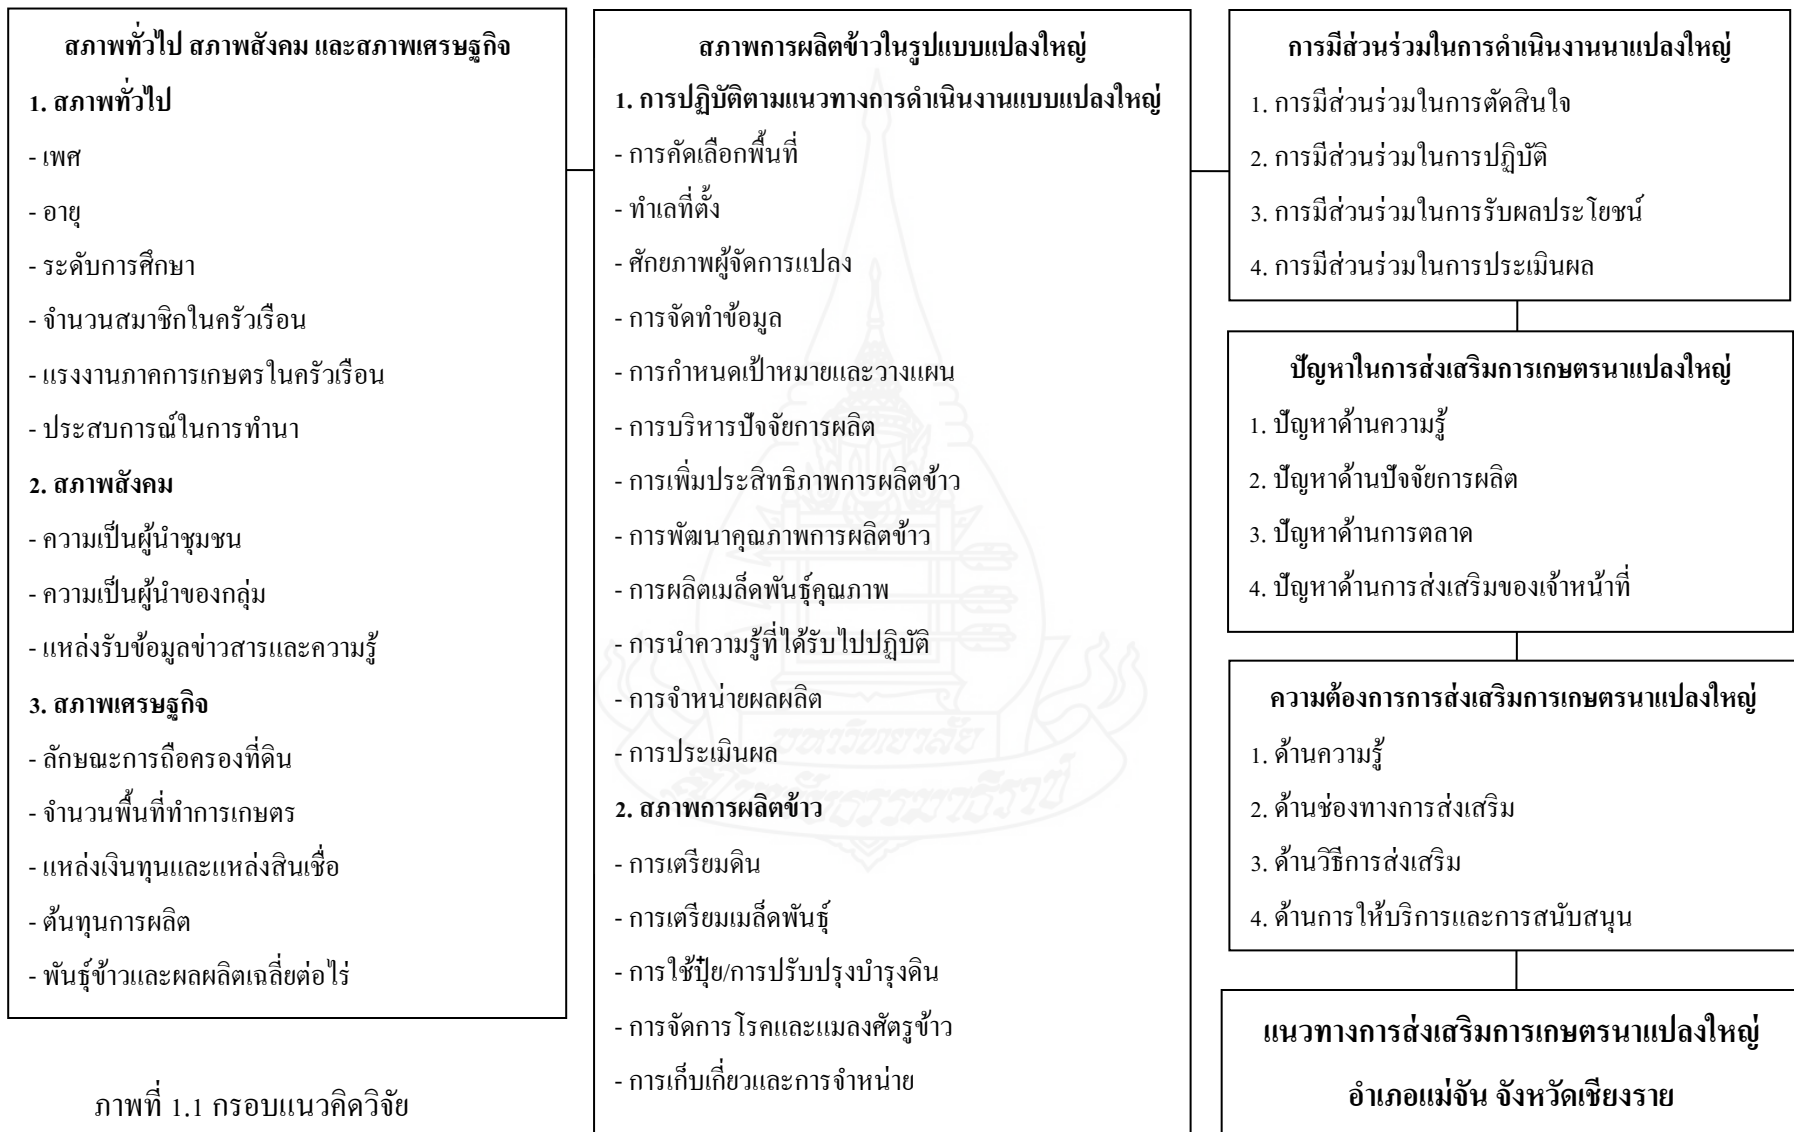 สภาพทั่วไป สภาพสังคม และสภาพเศรษฐกิจ
1. สภาพทั่วไป
- เพศ
- อายุ
- ระดับการศึกษา
- จำนวนสมาชิกในครัวเรือน
- แรงงานภาคการเกษตรในครัวเรือน
- ประสบการณ์ในการทำนา
2. สภาพสังคม
- ความเป็นผู้นำชุมชน
- ความเป็นผู้นำของกลุ่ม
- แหล่งรับข้อมูลข่าวสารและความรู้
3. สภาพเศรษฐกิจ
- ลักษณะการถือครองที่ดิน
- จำนวนพื้นที่ทำการเกษตร
- แหล่งเงินทุนและแหล่งสินเชื่อ
- ต้นทุนการผลิต
- พันธุ์ข้าวและผลผลิตเฉลี่ยต่อไร่
ภาพที่ 1.1 กรอบแนวคิดวิจัย
สภาพการผลิตข้าวในรูปแบบแปลงใหญ่
1. การปฏิบัติตามแนวทางการดำเนินงานแบบแปลงใหญ่
- การคัดเลือกพื้นที่
- ทำเลที่ตั้ง
- ศักยภาพผู้จัดการแปลง
- การจัดทำข้อมูล
- การกำหนดเป้าหมายและวางแผน
- การบริหารปัจจัยการผลิต
- การเพิ่มประสิทธิภาพการผลิตข้าว
- การพัฒนาคุณภาพการผลิตข้าว
- การผลิตเมล็ดพันธุ์คุณภาพ
- การนำความรู้ที่ได้รับไปปฏิบัติ
- การจำหน่ายผลผลิต
- การประเมินผล
2. สภาพการผลิตข้าว
- การเตรียมดิน
- การเตรียมเมล็ดพันธุ์
- การใช้ปุ๋ย/การปรับปรุงบำรุงดิน
- การจัดการโรคและแมลงศัตรูข้าว
- การเก็บเกี่ยวและการจำหน่าย
มหาวิทยาลัย
สุโขทัยธรรมาธิราช
การมีส่วนร่วมในการดำเนินงานนาแปลงใหญ่
1. การมีส่วนร่วมในการตัดสินใจ
2. การมีส่วนร่วมในการปฏิบัติ
3. การมีส่วนร่วมในการรับผลประโยชน์
4. การมีส่วนร่วมในการประเมินผล
ปัญหาในการส่งเสริมการเกษตรนาแปลงใหญ่
1. ปัญหาด้านความรู้
2. ปัญหาด้านปัจจัยการผลิต
3. ปัญหาด้านการตลาด
4. ปัญหาด้านการส่งเสริมของเจ้าหน้าที่
ความต้องการการส่งเสริมการเกษตรนาแปลงใหญ่
1. ด้านความรู้
2. ด้านช่องทางการส่งเสริม
3. ด้านวิธีการส่งเสริม
4. ด้านการให้บริการและการสนับสนุน
แนวทางการส่งเสริมการเกษตรนาแปลงใหญ่
อำเภอแม่จัน จังหวัดเชียงราย